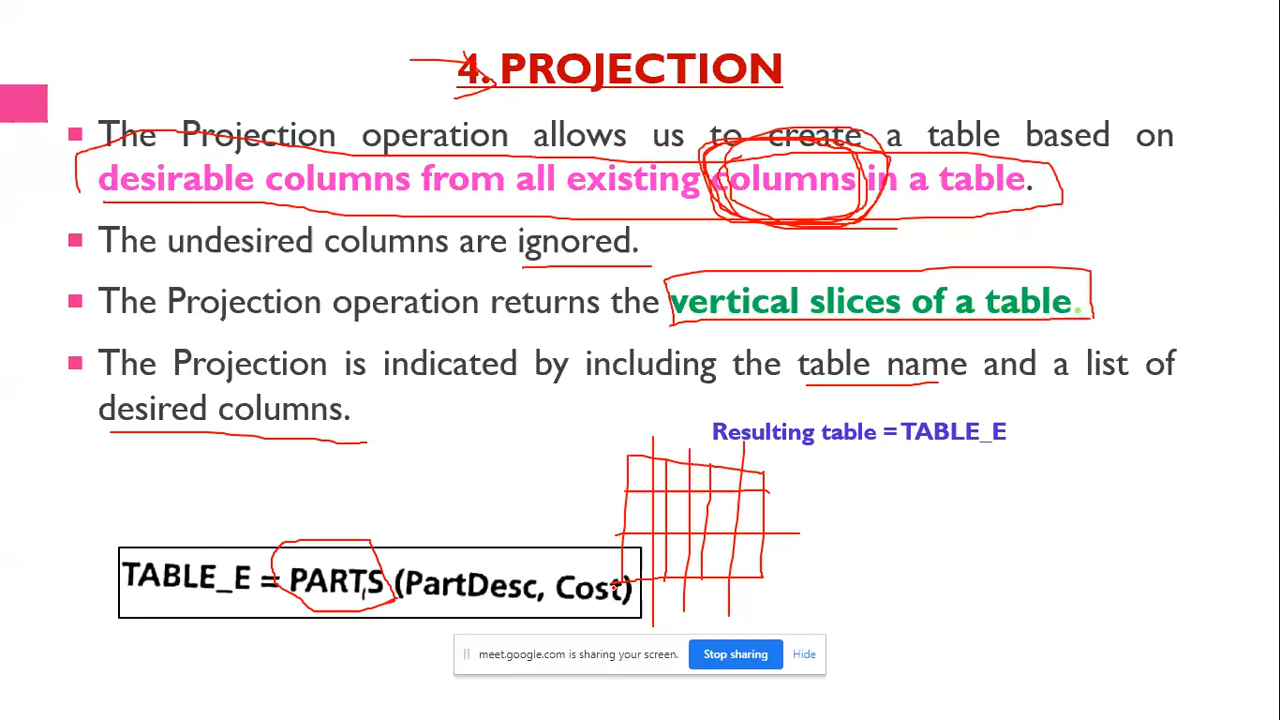 4. PROJECTION
The Projection operation allows us to create a table based on
desirable columns from all existing columns in a table.
The undesired columns are ignored.
The Projection operation returns the vertical slices of a table.
The Projection is indicated by including the table name and a list of
desired columns.
Resulting table = TABLE_E
TABLE_E = PARTS (PartDesc, Cost)
meet.google.com is sharing your screen. Stop sharing Hide